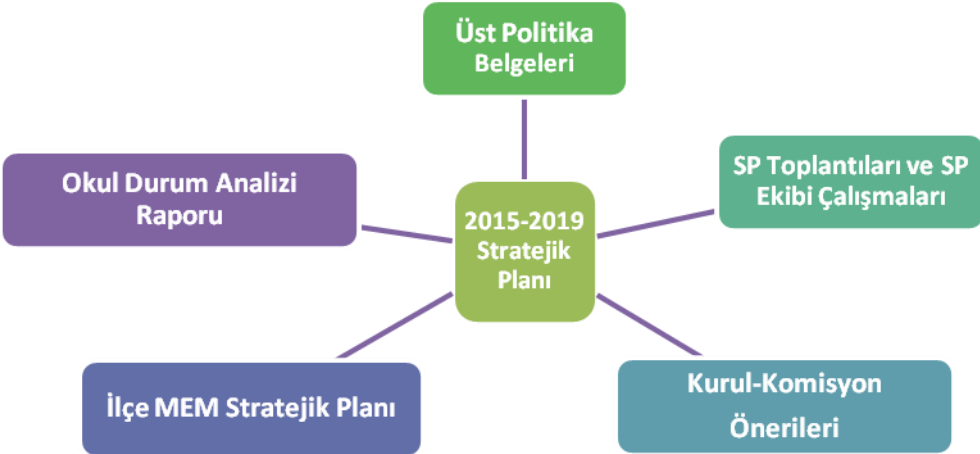 Üst Politika
Belgeleri
SP Toplantıları ve SP
Ekibi Çalışmaları
Okul Durum Analizi
Raporu
2015-2019
Stratejik
Planı
İlçe MEM Stratejik Planı
Kurul-Komisyon
Önerileri